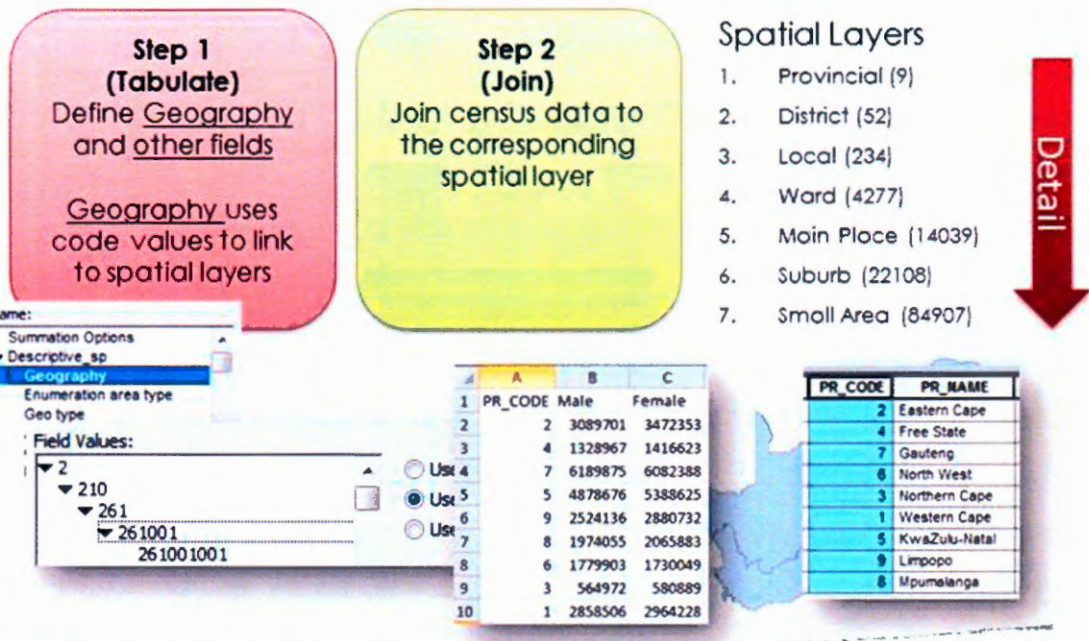 Step 1
(Tabulate)
Define Geography
and other fields
Geography uses
code values to link
to spatial layers
Step 2
(Join)
Join census data to
the corresponding
spatial layer
Spatial Layers
1. Provincial (9)
2. District (52)
3. Local (234)
4. Ward (4277)
5. Moin Ploce (14039)
6. Suburb (22108)
7. Smoll Area (84907)
Detail
ame:
Summation Options
Descriptive_sp
Geography
Enumeration area type
Geo type
Field Values:
2
210
261
261001
261001001
Use
Use
Use
A B C
1 PR_CODE Male Female
2 2 3089701 3472353
3 4 1328967 1416623
4 7 6189875 6082388
5 5 4878676 5388625
6 9 2524136 2880732
7 8 1974055 2065883
8 6 1779903 1730049
9 3 564972 580889
10 1 2858506 2964228
PR_CODE PR_NAME
2 Eastern Cape
4 Free State
7 Gauteng
6 North West
3 Northern Cape
1 Western Cape
5 KwaZulu-Natal
9 Limpopo
8 Mpumalanga